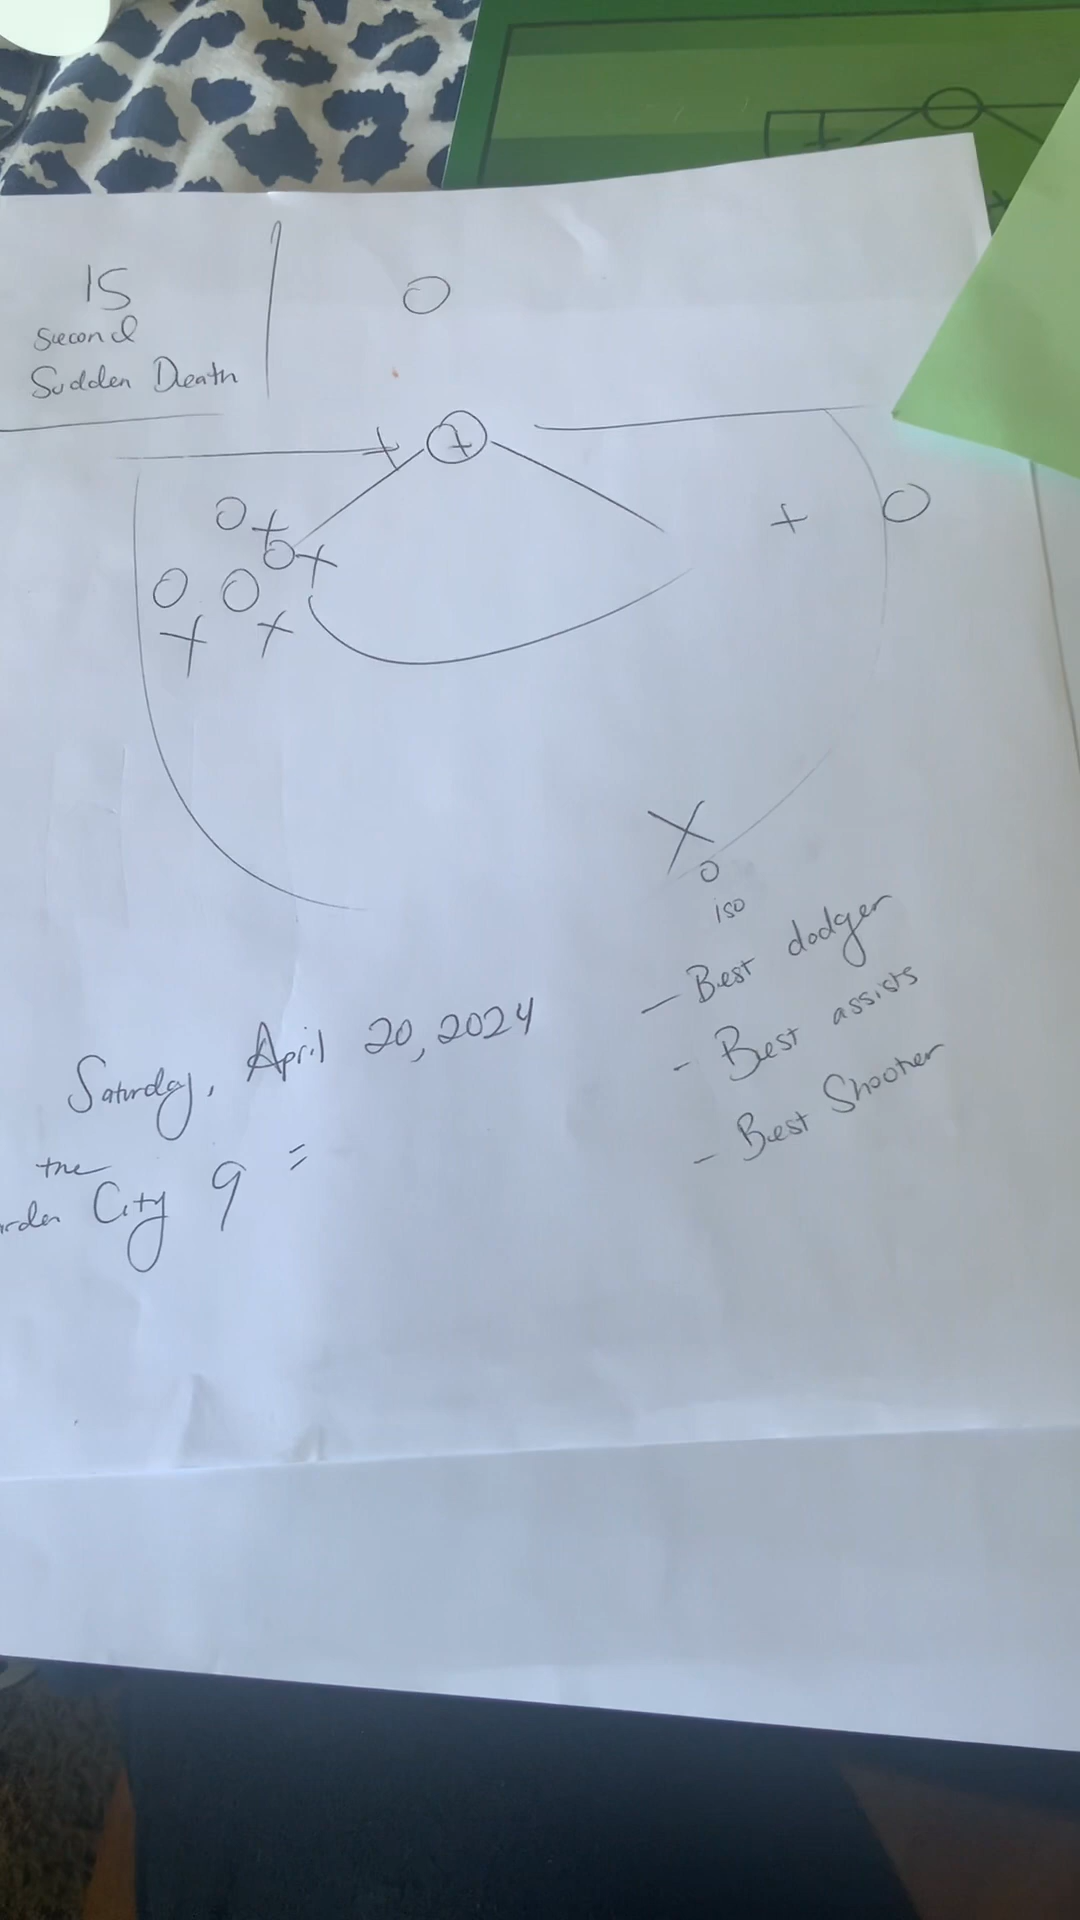 15
Second
Sudden Death
iso
- Best dodger
- Best assists
- Best Shooter
Saturday, April 20, 2024
the
City 9 =